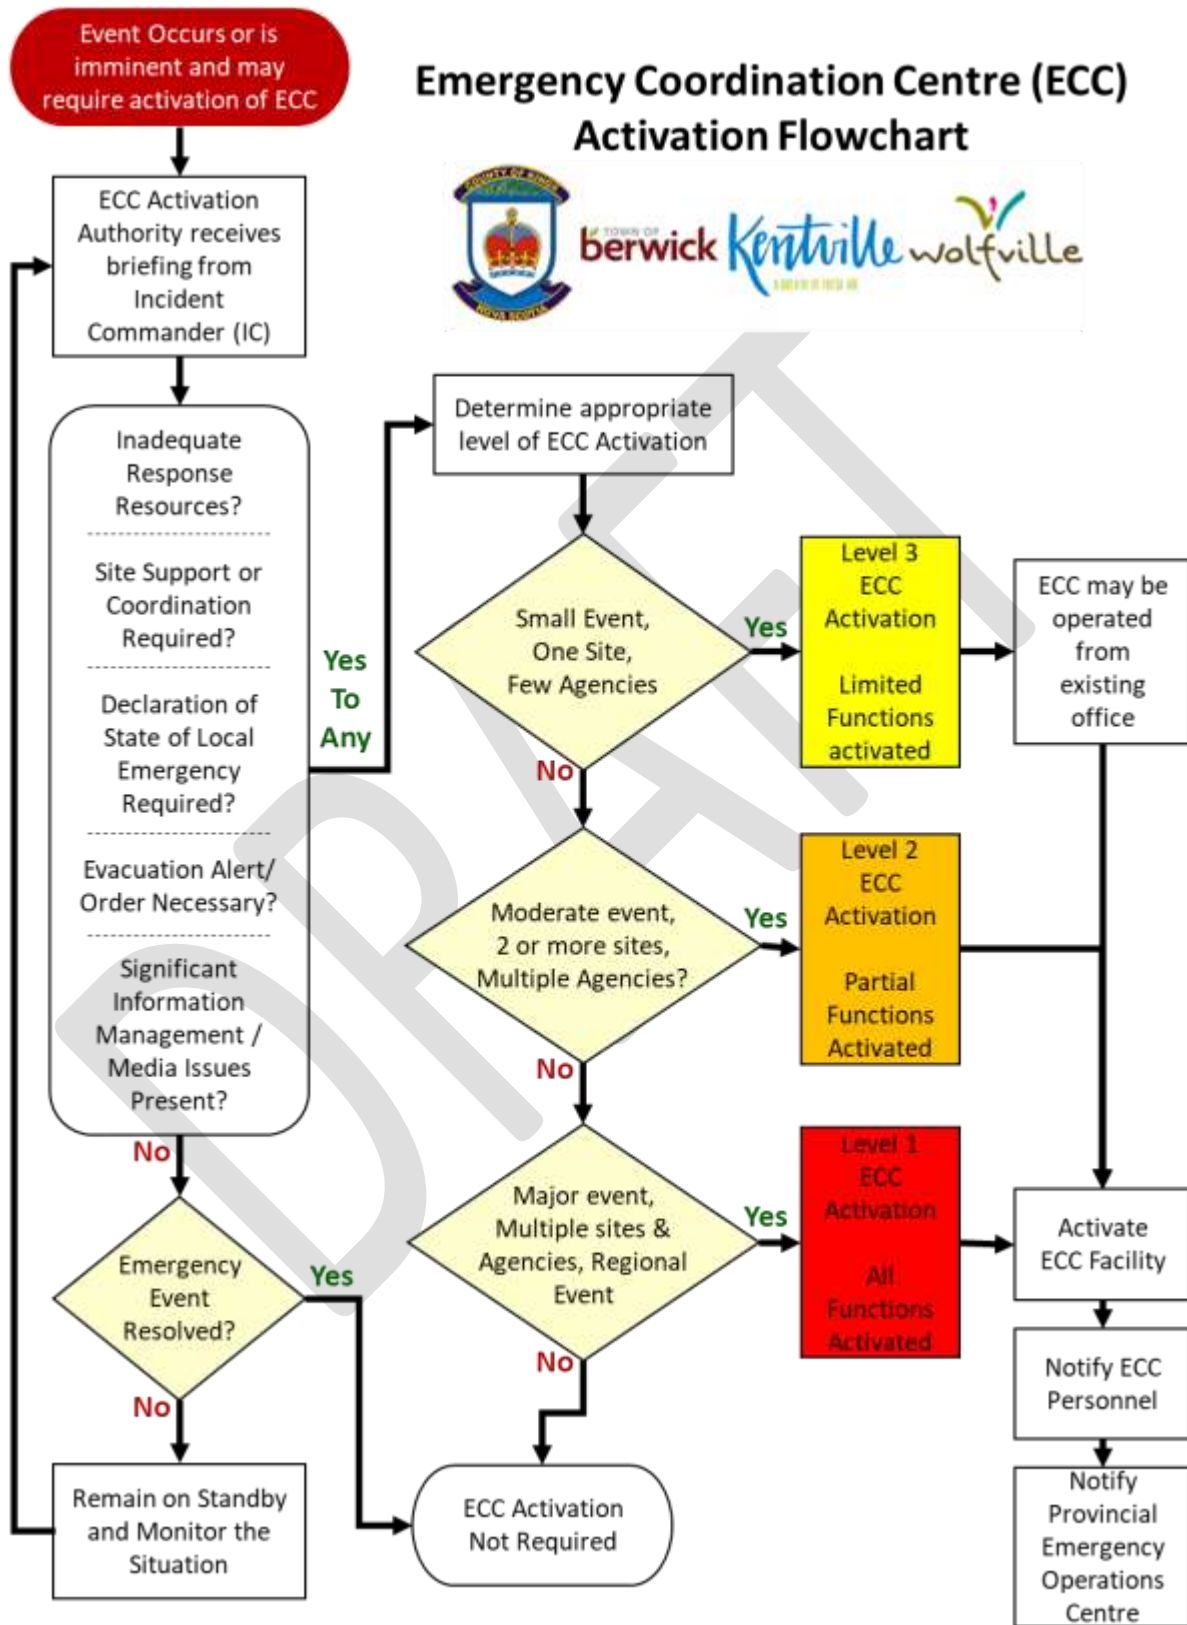 Event Occurs or is
imminent and may
require activation of ECC
Emergency Coordination Centre (ECC)
Activation Flowchart
COUNTY OF KINGS
NOVA SCOTIA
TOWN OF
berwick
Kentville
wolfville
ECC Activation
Authority receives
briefing from
Incident
Commander (IC)
Inadequate
Response
Resources?
Site Support or
Coordination
Required?
Declaration of
State of Local
Emergency
Required?
Evacuation Alert/
Order Necessary?
Significant
Information
Management /
Media Issues
Present?
Yes
To
Any
No
Emergency
Event
Resolved?
Yes
No
Remain on Standby
and Monitor the
Situation
Determine appropriate
level of ECC Activation
Small Event,
One Site,
Few Agencies
Yes
No
Level 3
ECC
Activation
Limited
Functions
activated
ECC may be
operated
from
existing
office
Moderate event,
2 or more sites,
Multiple Agencies?
Yes
No
Level 2
ECC
Activation
Partial
Functions
Activated
Major event,
Multiple sites &
Agencies, Regional
Event
Yes
No
Level 1
ECC
Activation
All
Functions
Activated
ECC Activation
Not Required
Activate
ECC Facility
Notify ECC
Personnel
Notify
Provincial
Emergency
Operations
Centre
DRAFT